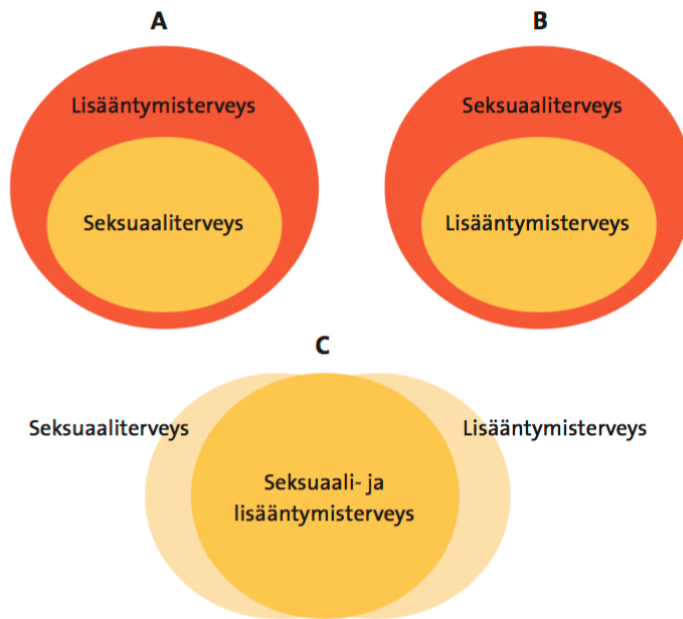 A
B
Lisääntymisterveys
Seksuaaliterveys
Seksuaaliterveys
Lisääntymisterveys
C
Seksuaaliterveys
Lisääntymisterveys
Seksuaali- ja
lisääntymisterveys